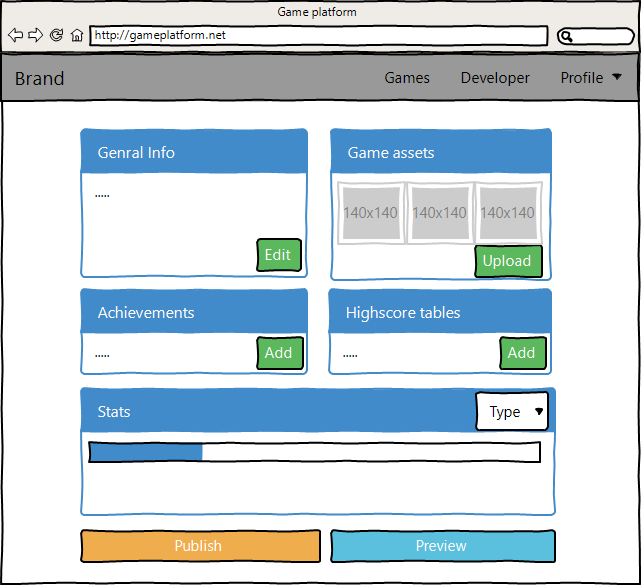 Game platform
http://gameplatform.net
Brand
Games
Developer
Profile
Genral Info
Game assets
.....
140x140
140x140
140x140
Edit
Upload
Achievements
Highscore tables
.....
Add
.....
Add
Stats
Type
Publish
Preview